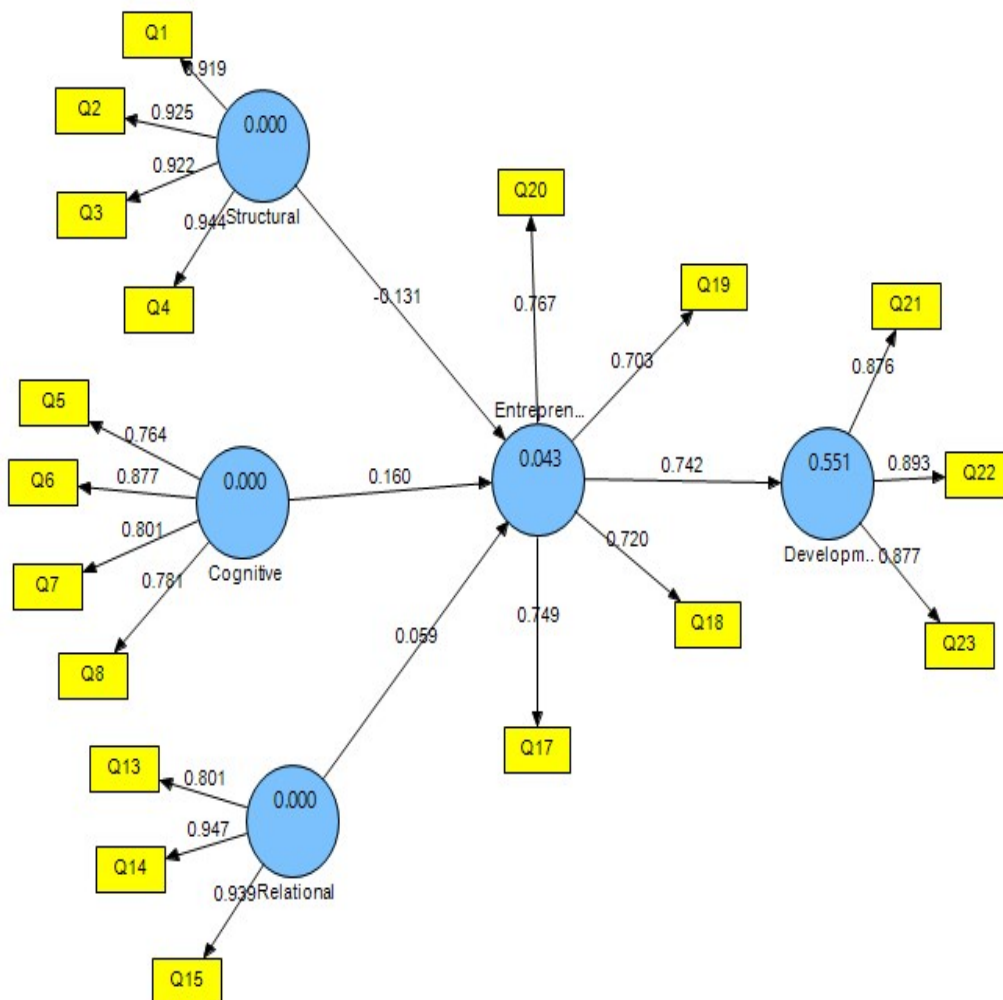 Q1
0.919
Q2
0.925
0.000
0.922
Q3
0.944
Structural
Q4
-0.131
Q20
0.767
Q19
0.703
Q21
0.876
Q5
0.764
Q6
0.877
0.000
0.160
Entrepren...
0.043
0.742
0.551
0.893
Q22
0.801
Q7
0.781
Cognitive
0.720
Developm..
0.877
Q8
0.749
Q18
Q23
0.059
Q17
Q13
0.801
0.000
0.947
Q14
0.939
Relational
Q15